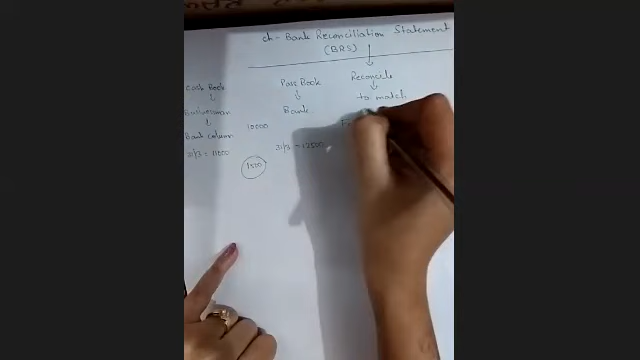 ch - Bank Reconciliation Statement
(BRS)
Cash Book
Pass Book
Reconcile
Businessman
Bank
to match
Bank column
10000
31/3 = 11000
31/3 - 12500
1500